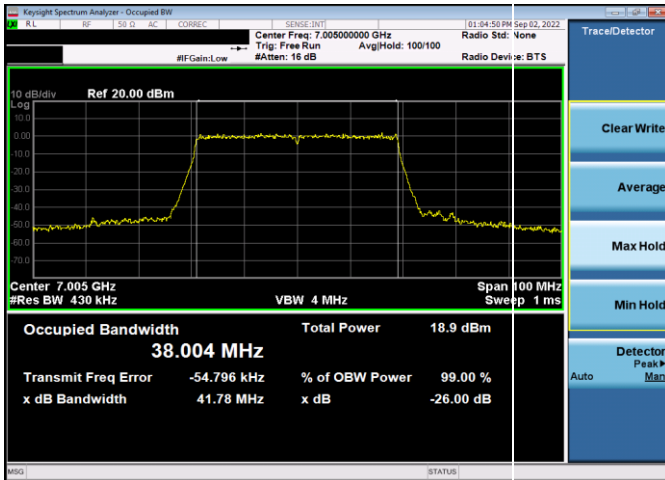 Keysight Spectrum Analyzer - Occupied BW
RL RF 50 Ω AC CORREC SENSE:INT 01:04:50 PM Sep 02, 2022
Center Freq: 7.005000000 GHz Radio Std: None
Trig: Free Run Avg|Hold: 100/100
#IFGain:Low #Atten: 16 dB Radio Device: BTS
Trace/Detector
10 dB/div Ref 20.00 dBm
Log
10.0
0.00
-10.0
-20.0
-30.0
-40.0
-50.0
-60.0
-70.0
Center 7.005 GHz Span 100 MHz
#Res BW 430 kHz VBW 4 MHz Sweep 1 ms
Occupied Bandwidth Total Power 18.9 dBm
38.004 MHz
Transmit Freq Error -54.796 kHz % of OBW Power 99.00 %
x dB Bandwidth 41.78 MHz x dB -26.00 dB
Clear Write
Average
Max Hold
Min Hold
Detector
Peak
Auto Man
MSG STATUS